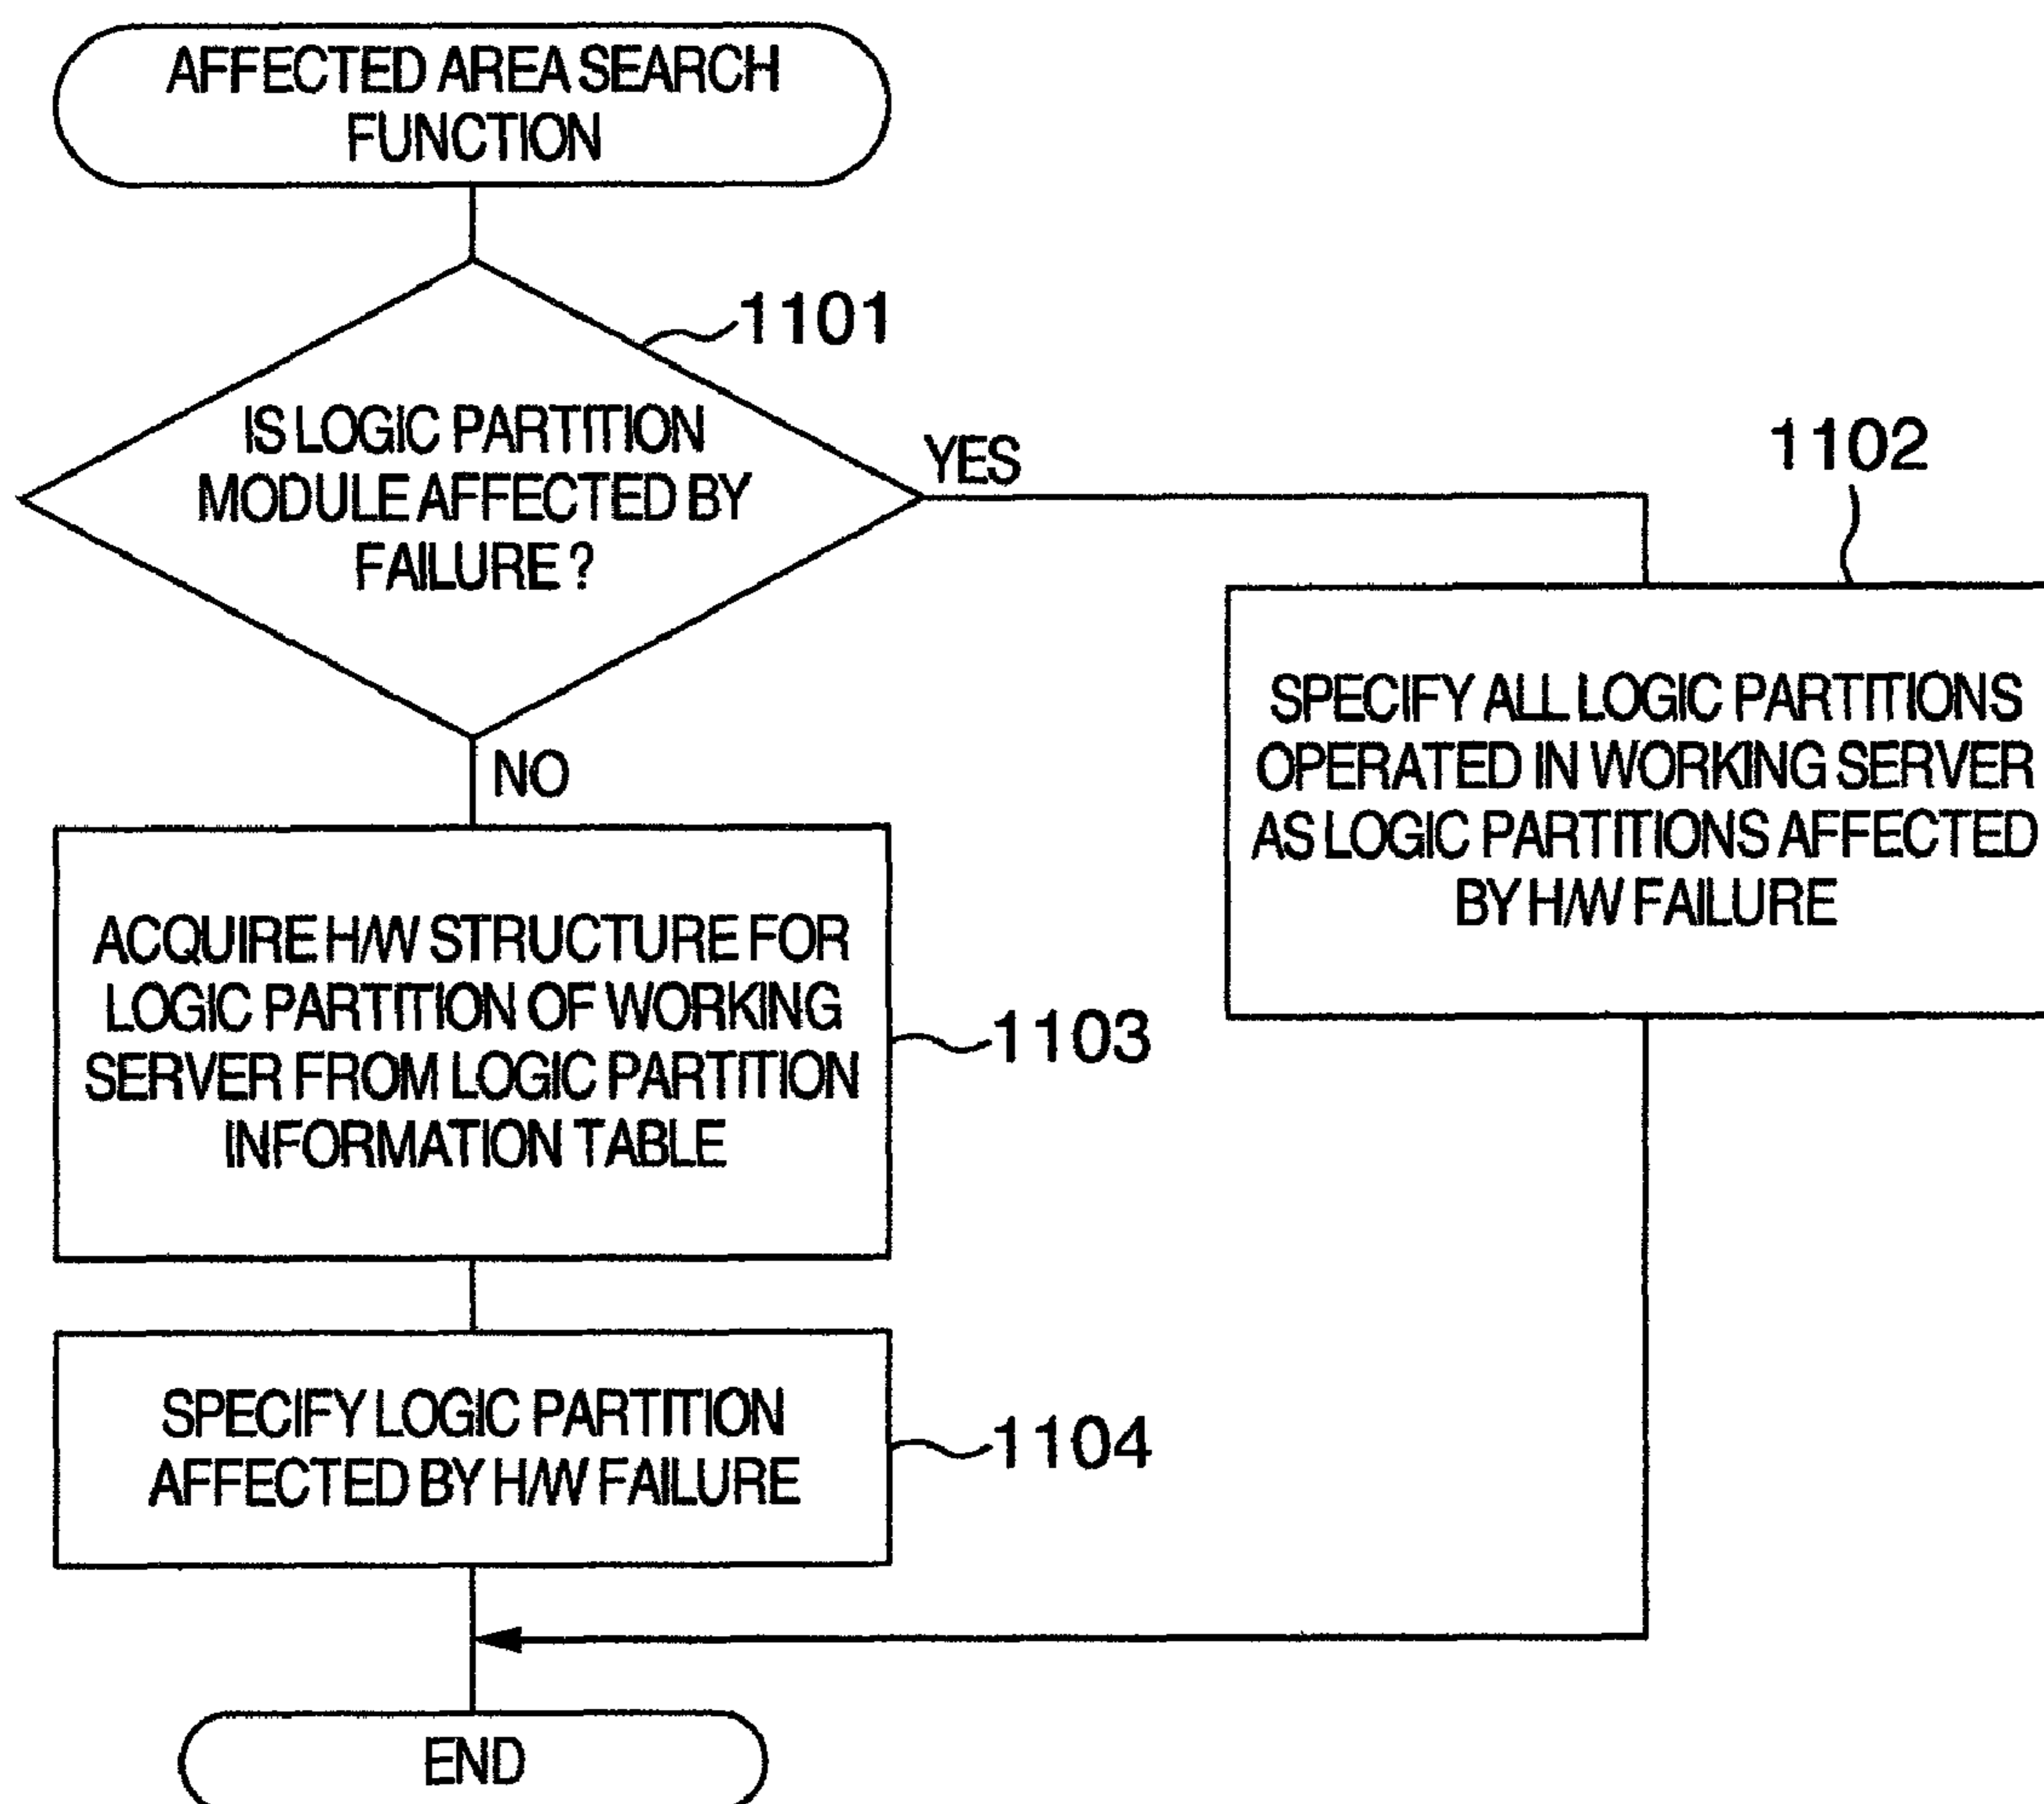 AFFECTED AREA SEARCH
FUNCTION
1101
IS LOGIC PARTITION
MODULE AFFECTED BY
FAILURE?
YES
NO
1102
SPECIFY ALL LOGIC PARTITIONS
OPERATED IN WORKING SERVER
AS LOGIC PARTITIONS AFFECTED
BY H/W FAILURE
ACQUIRE H/W STRUCTURE FOR
LOGIC PARTITION OF WORKING
SERVER FROM LOGIC PARTITION
INFORMATION TABLE
1103
SPECIFY LOGIC PARTITION
AFFECTED BY H/W FAILURE
1104
END